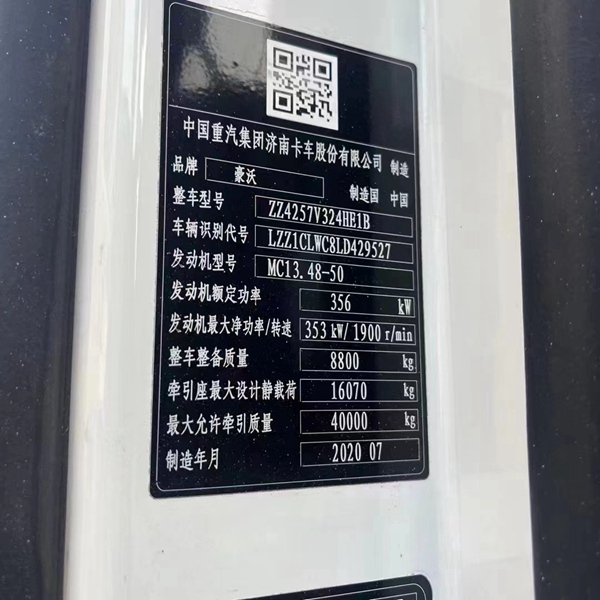 中国重汽集团济南卡车股份有限公司 制造
品牌 豪沃 制造国 中国
整车型号 ZZ4257V324HE1B
车辆识别代号 LZZ1CLWC8LD429527
发动机型号 MC13.48-50
发动机额定功率 356 kW
发动机最大净功率/转速 353 kW/ 1900 r/min
整车整备质量 8800 kg
牵引座最大设计静载荷 16070 kg
最大允许牵引质量 40000 kg
制造年月 2020 07